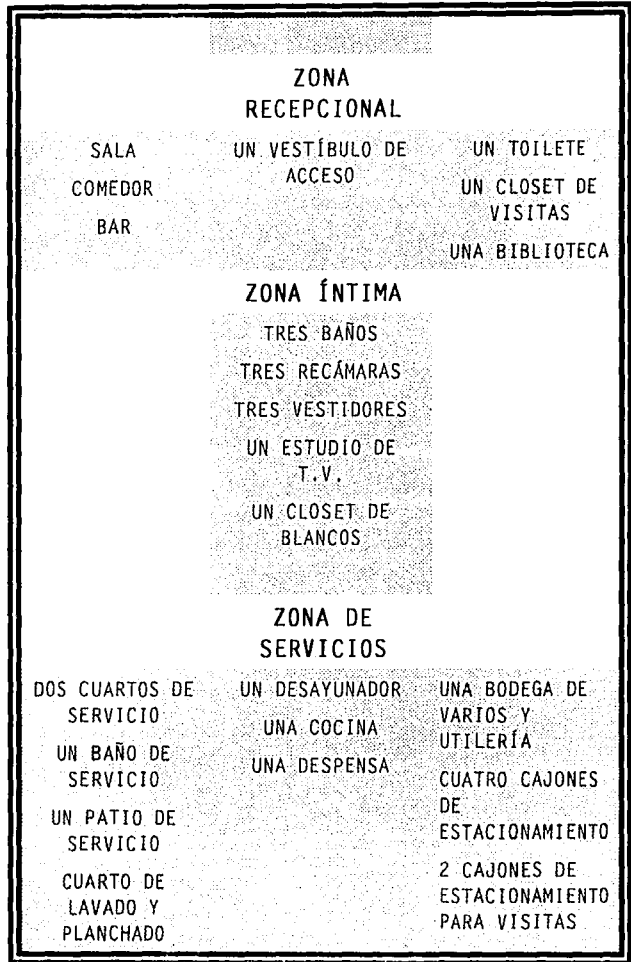 ZONA
RECEPCIONAL
SALA
COMEDOR
BAR
UN VESTÍBULO DE
ACCESO
UN TOILETE
UN CLOSET DE
VISITAS
UNA BIBLIOTECA
ZONA ÍNTIMA
TRES BAÑOS
TRES RECÁMARAS
TRES VESTIDORES
UN ESTUDIO DE
T.V.
UN CLOSET DE
BLANCOS
ZONA DE
SERVICIOS
DOS CUARTOS DE
SERVICIO
UN BAÑO DE
SERVICIO
UN PATIO DE
SERVICIO
CUARTO DE
LAVADO Y
PLANCHADO
UN DESAYUNADOR
UNA COCINA
UNA DESPENSA
UNA BODEGA DE
VARIOS Y
UTILERÍA
CUATRO CAJONES
DE
ESTACIONAMIENTO
2 CAJONES DE
ESTACIONAMIENTO
PARA VISITAS